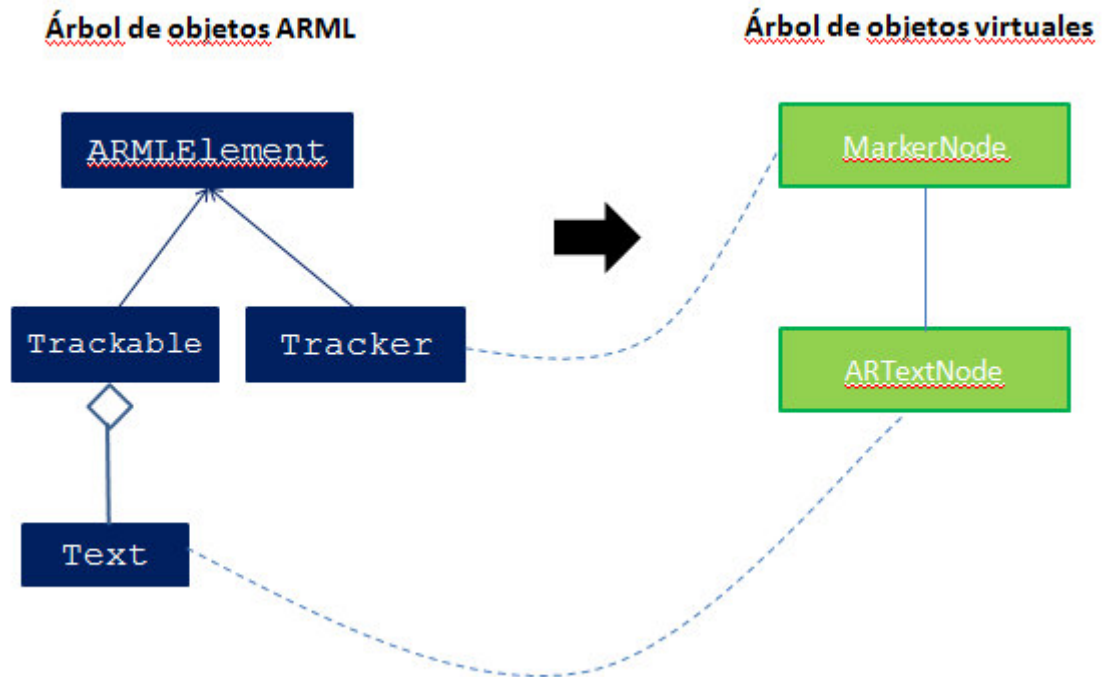 Árbol de objetos ARML
Árbol de objetos virtuales
ARMLElement
MarkerNode
Trackable
Tracker
ARTextNode
Text